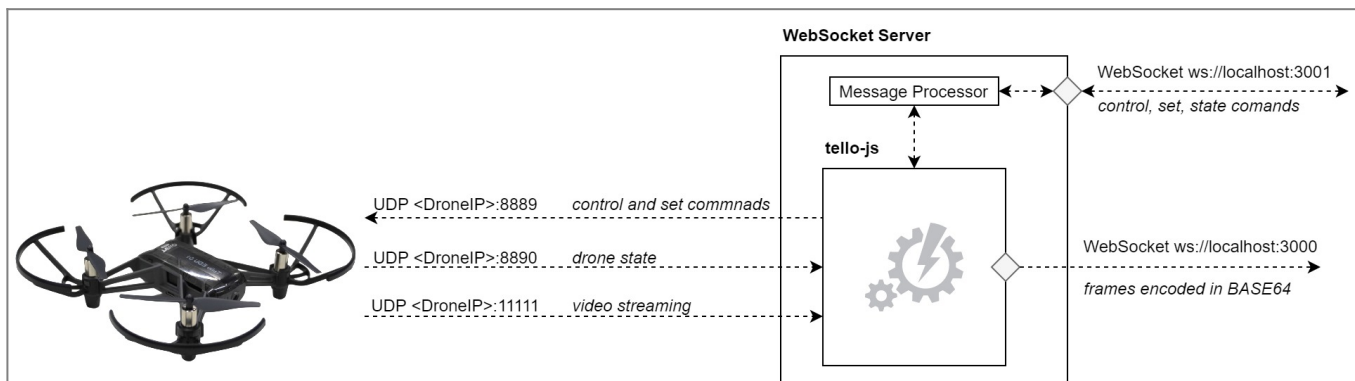 WebSocket Server
WebSocket ws://localhost:3001
Message Processor
control, set, state comands
tello-js
UDP <DroneIP>:8889 control and set commnads
WebSocket ws://localhost:3000
UDP <DroneIP>:8890 drone state
frames encoded in BASE64
UDP <DroneIP>:11111 video streaming